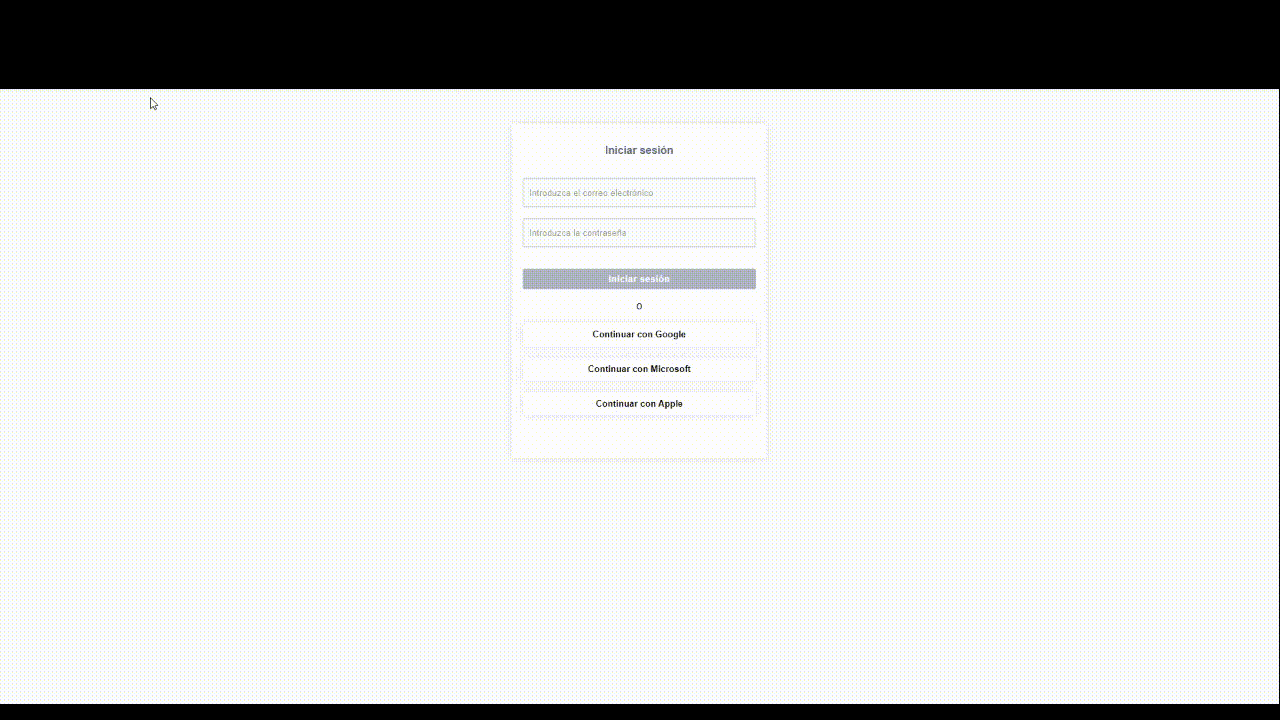 Iniciar sesión
Introduzca el correo electrónico
Introduzca la contraseña
Iniciar sesión
O
Continuar con Google
Continuar con Microsoft
Continuar con Apple